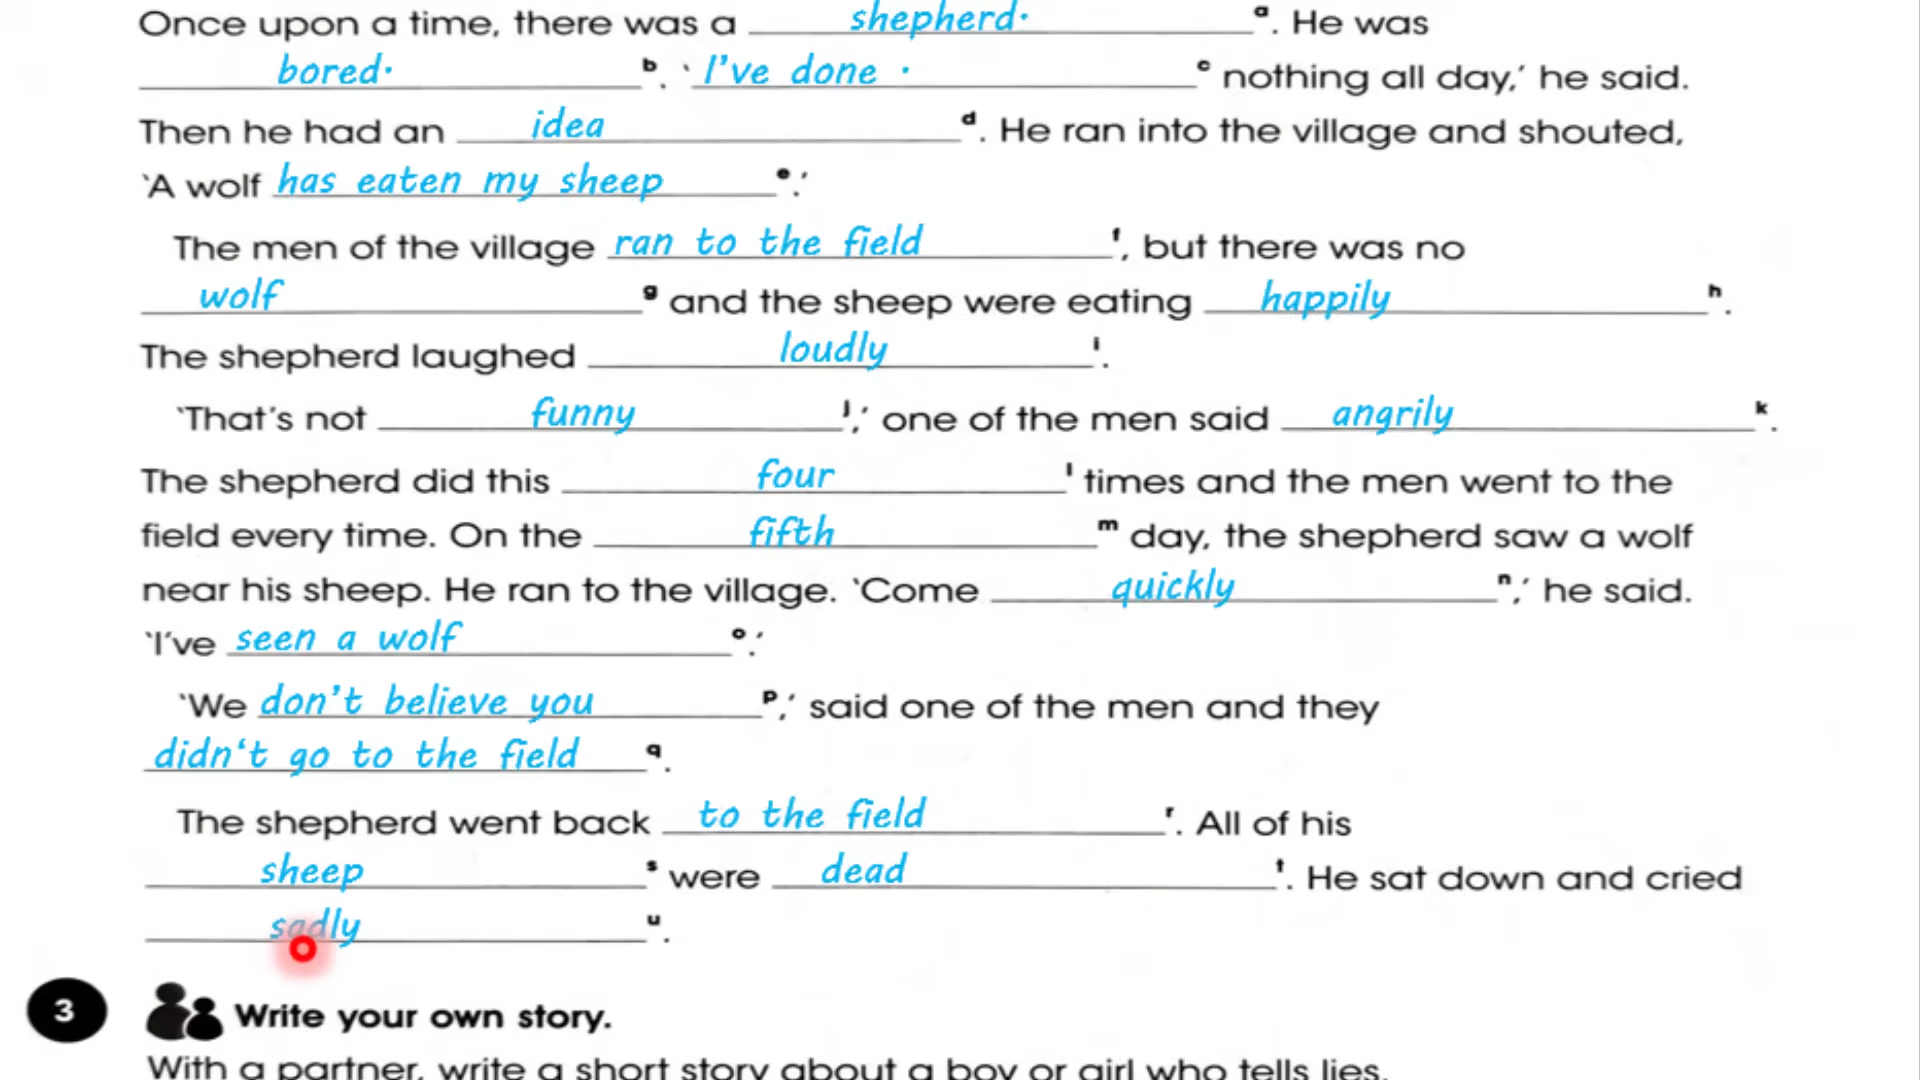 Once upon a time, there was a shepherd· a. He was
bored· b. ‘I’ve done · c nothing all day,’ he said.
Then he had an idea d. He ran into the village and shouted,
‘A wolf has eaten my sheep e.’
The men of the village ran to the field f, but there was no
wolf g and the sheep were eating happily h.
The shepherd laughed loudly i.
‘That’s not funny j,’ one of the men said angrily k.
The shepherd did this four l times and the men went to the
field every time. On the fifth m day, the shepherd saw a wolf
near his sheep. He ran to the village. ‘Come quickly n,’ he said.
‘I’ve seen a wolf o.’
‘We don’t believe you p,’ said one of the men and they
didn‘t go to the field q.
The shepherd went back to the field r. All of his
sheep s were dead t. He sat down and cried
sadly u.
3 Write your own story.
With a partner, write a short story about a boy or girl who tells lies.